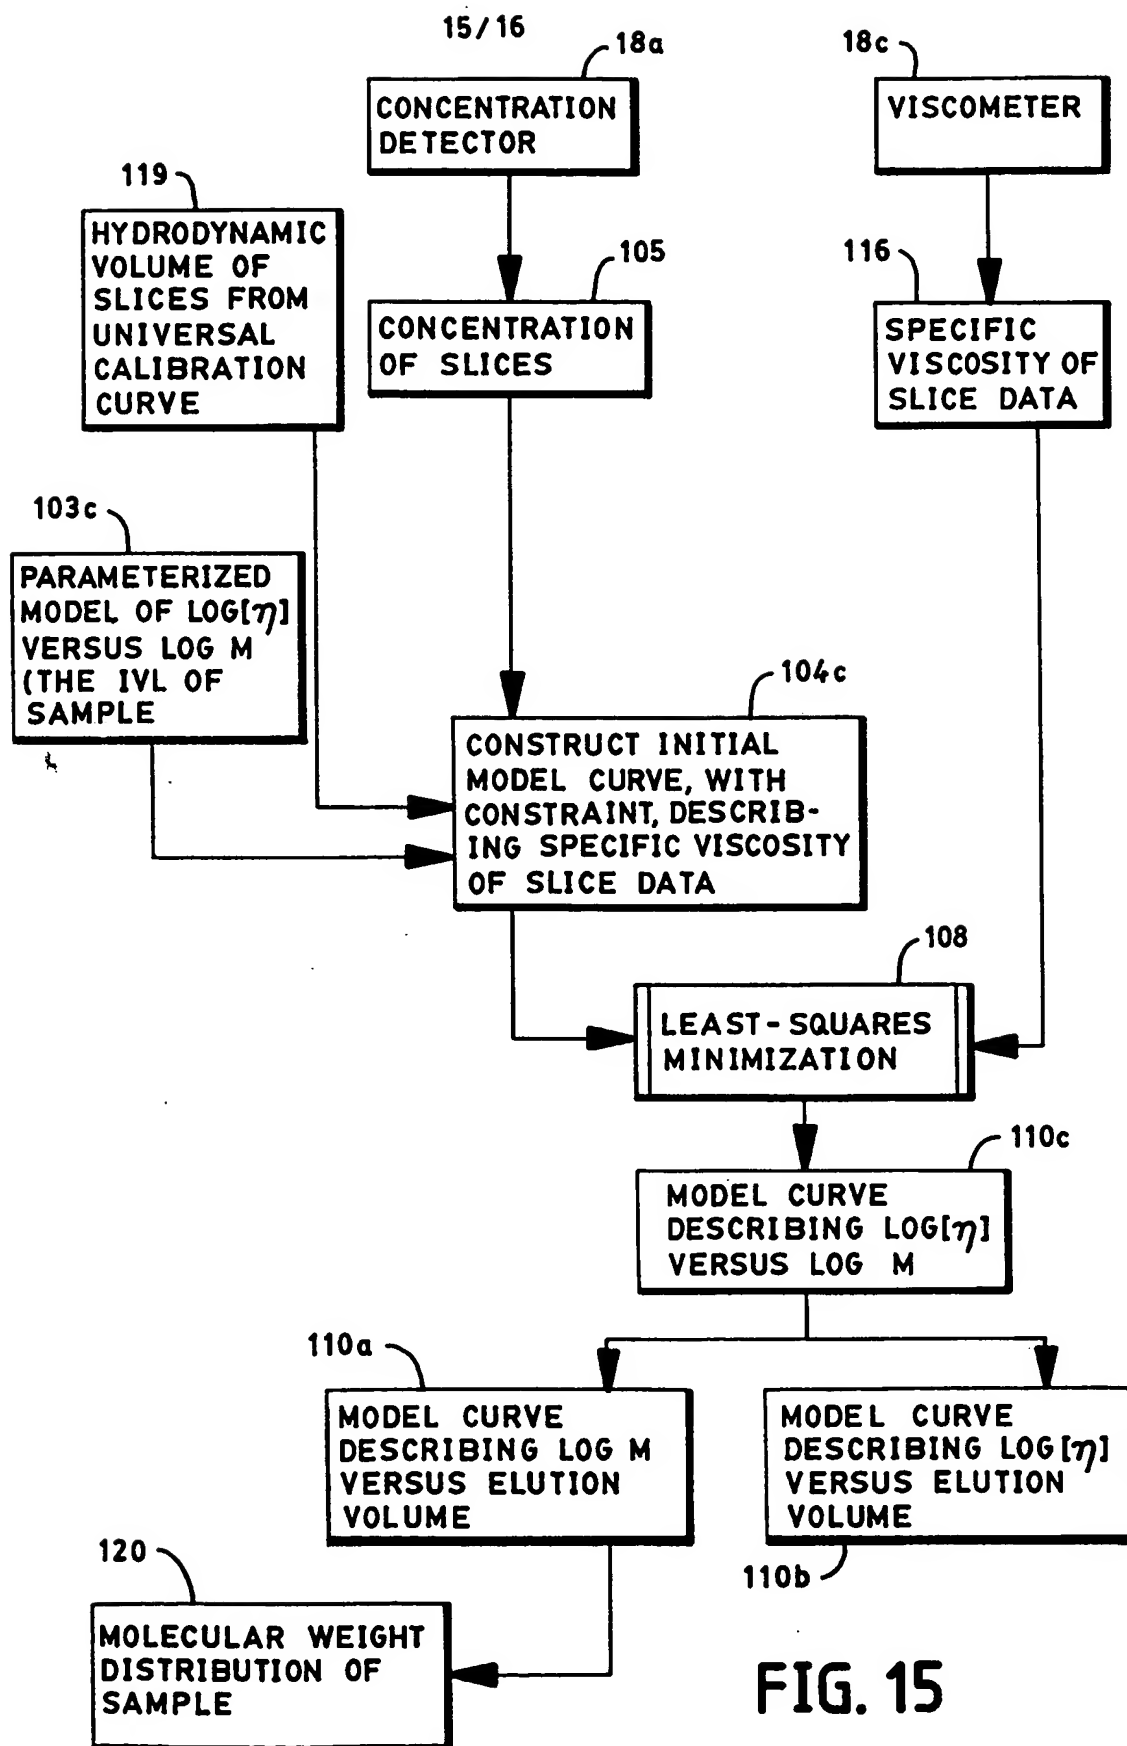 15/16
18a
CONCENTRATION
DETECTOR
18c
VISCOMETER
119
HYDRODYNAMIC
VOLUME OF
SLICES FROM
UNIVERSAL
CALIBRATION
CURVE
105
CONCENTRATION
OF SLICES
116
SPECIFIC
VISCOSITY OF
SLICE DATA
103c
PARAMETERIZED
MODEL OF LOG[η]
VERSUS LOG M
(THE IVL OF
SAMPLE
104c
CONSTRUCT INITIAL
MODEL CURVE, WITH
CONSTRAINT, DESCRIB-
ING SPECIFIC VISCOSITY
OF SLICE DATA
108
LEAST-SQUARES
MINIMIZATION
110c
MODEL CURVE
DESCRIBING LOG[η]
VERSUS LOG M
110a
MODEL CURVE
DESCRIBING LOG M
VERSUS ELUTION
VOLUME
MODEL CURVE
DESCRIBING LOG[η]
VERSUS ELUTION
VOLUME
110b
120
MOLECULAR WEIGHT
DISTRIBUTION OF
SAMPLE
FIG. 15